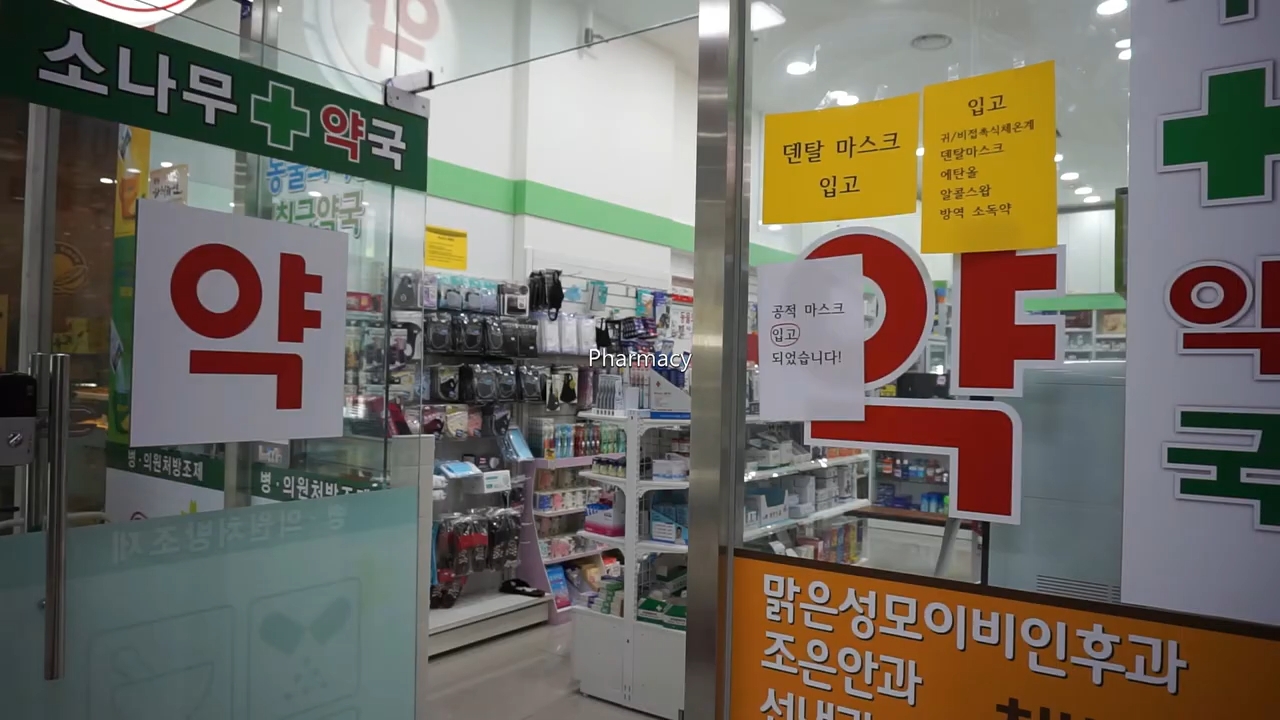 소나무 약국
약
병·의원처방조제
병·의원처방조제
Pharmacy
덴탈 마스크
입고
입고
귀/비접촉식체온계
덴탈마스크
에탄올
알콜스왑
방역 소독약
공적 마스크
입고
되었습니다!
약
약
국
맑은성모이비인후과
조은안과